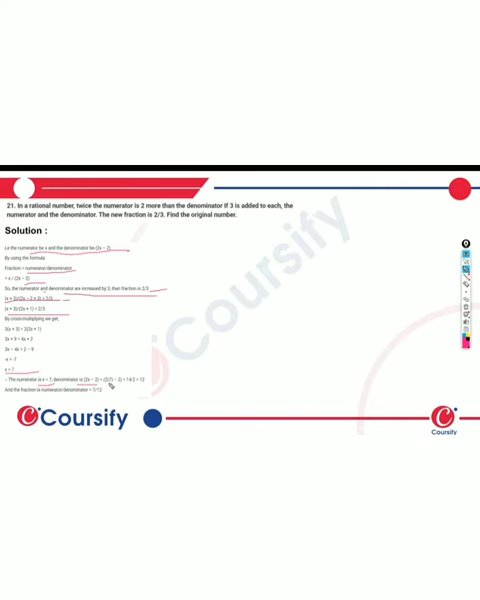 21. In a rational number, twice the numerator is 2 more than the denominator If 3 is added to each, the
numerator and the denominator. The new fraction is 2/3. Find the original number.
Solution :
Le the numerator be x and the denominator be (2x – 2)
By using the formula
Fraction = numerator/denominator
= x / (2x – 2)
So, the numerator and denominator are increased by 3, then fraction is 2/3
(x + 3)/(2x – 2 + 3) = 2/3
(x + 3)/(2x + 1) = 2/3
By cross-multiplying we get,
3(x + 3) = 2(2x + 1)
3x + 9 = 4x + 2
3x – 4x = 2 – 9
-x = -7
x = 7
∴ The numerator is x = 7, denominator is (2x – 2) = (2(7) – 2) = 14-2 = 12
And the fraction is numerator/denominator = 7/12
Coursify
Coursify
Coursify